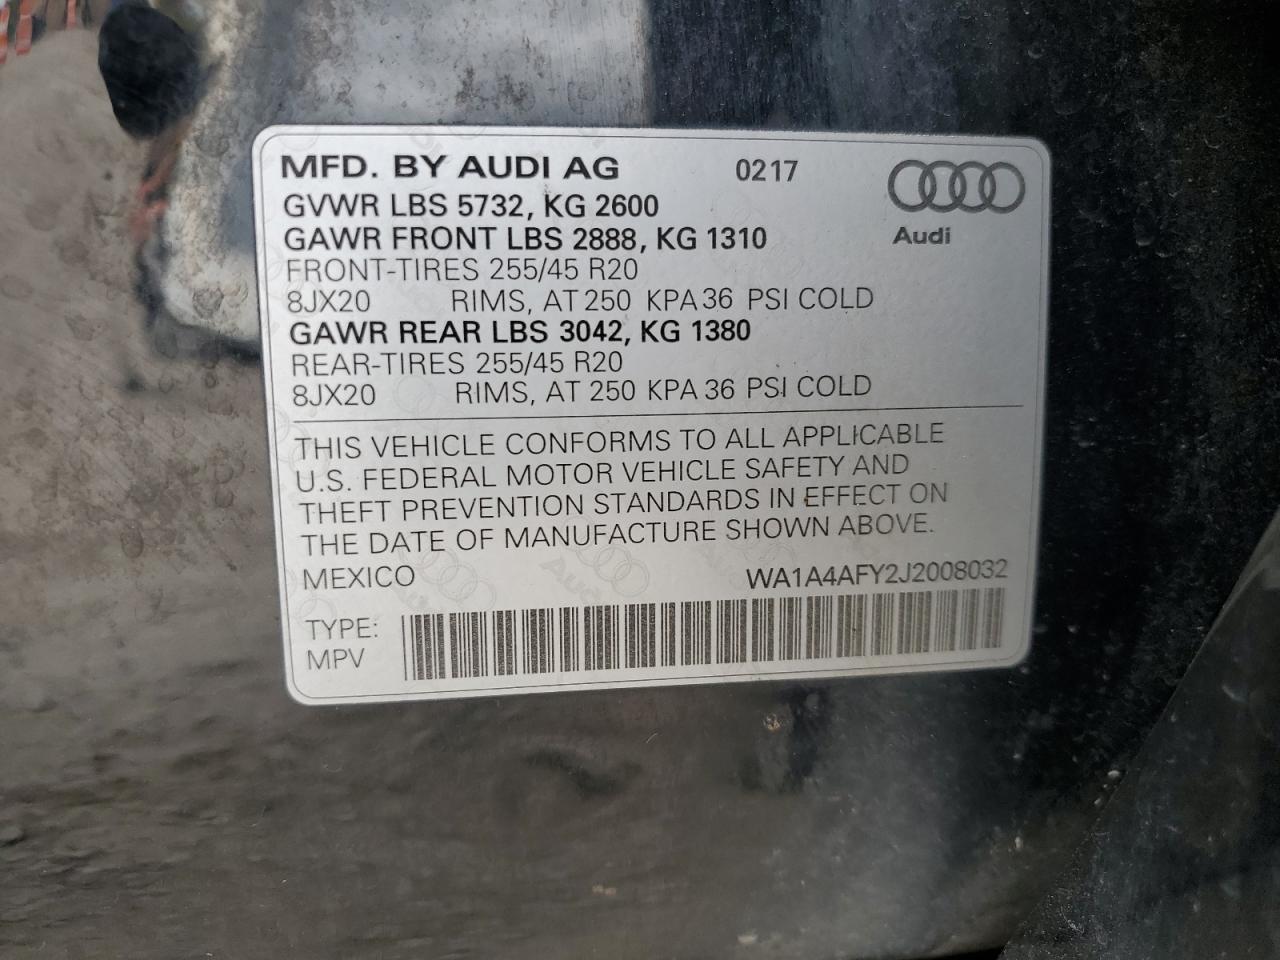 MFD. BY AUDI AG 0217
Audi
GVWR LBS 5732, KG 2600
GAWR FRONT LBS 2888, KG 1310
FRONT-TIRES 255/45 R20
8JX20 RIMS, AT 250 KPA 36 PSI COLD
GAWR REAR LBS 3042, KG 1380
REAR-TIRES 255/45 R20
8JX20 RIMS, AT 250 KPA 36 PSI COLD
THIS VEHICLE CONFORMS TO ALL APPLICABLE
U.S. FEDERAL MOTOR VEHICLE SAFETY AND
THEFT PREVENTION STANDARDS IN EFFECT ON
THE DATE OF MANUFACTURE SHOWN ABOVE.
MEXICO WA1A4AFY2J2008032
TYPE:
MPV